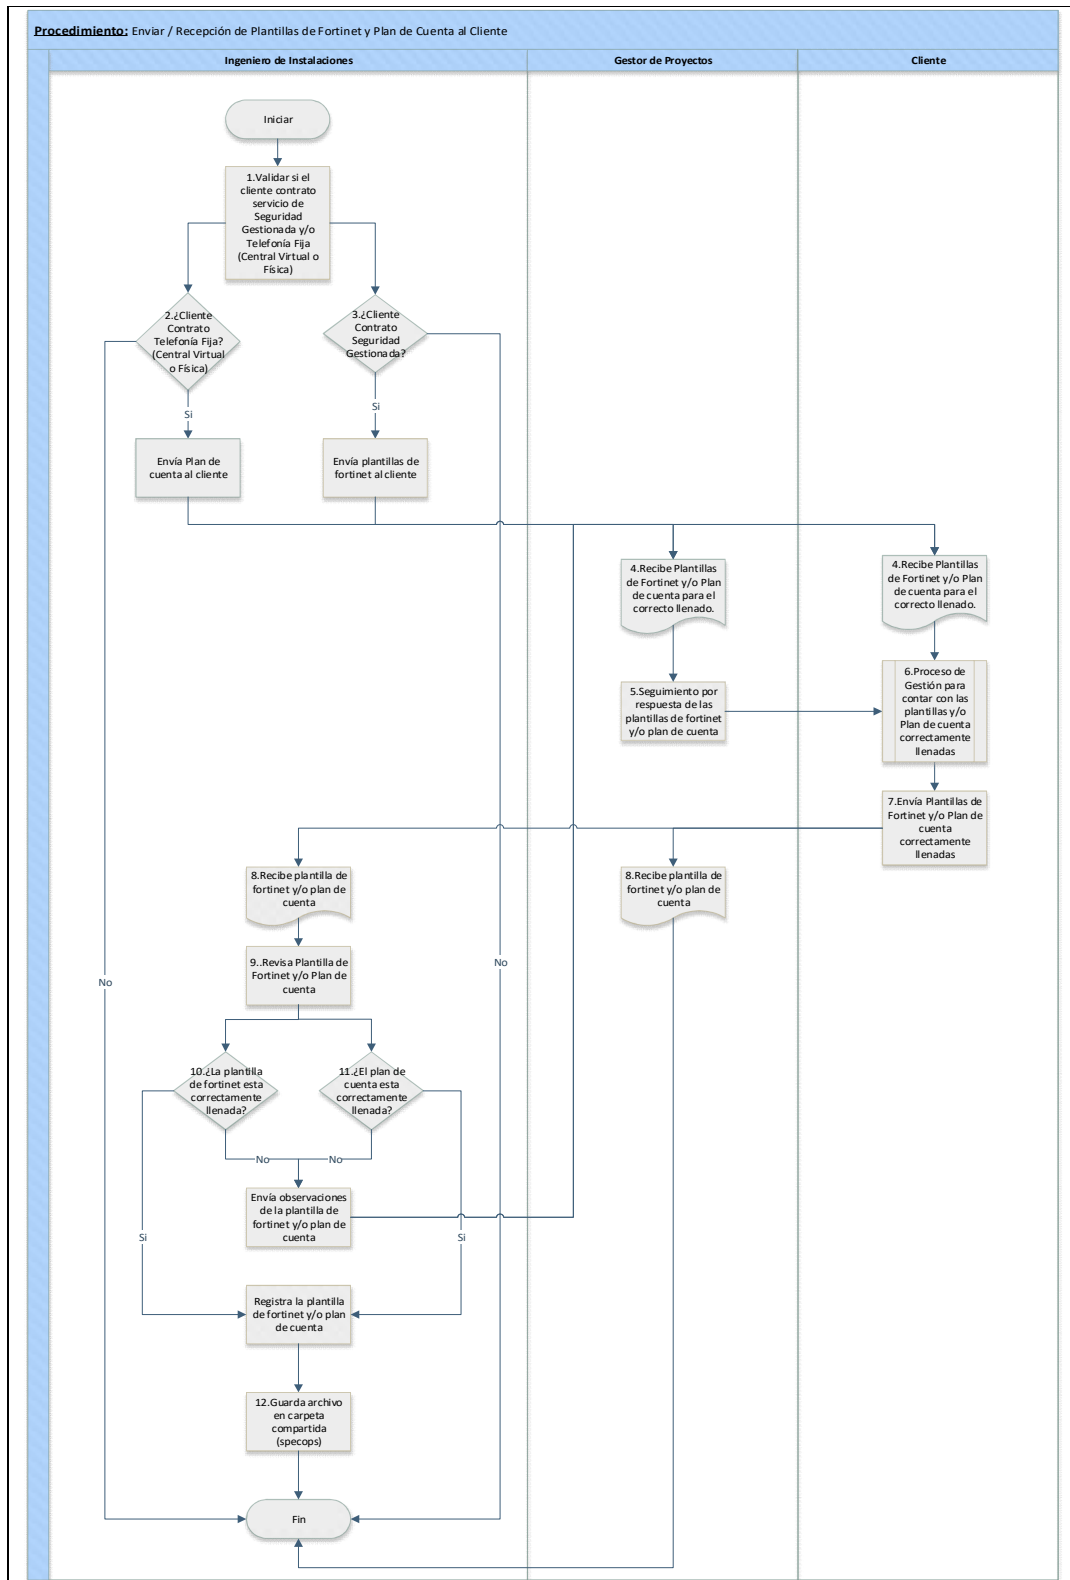 Procedimiento: Enviar / Recepción de Plantillas de Fortinet y Plan de Cuenta al Cliente
Ingeniero de Instalaciones
Gestor de Proyectos
Cliente
Iniciar
1.Validar si el
cliente contrato
servicio de
Seguridad
Gestionada y/o
Telefonía Fija
(Central Virtual o
Física)
2.¿Cliente
Contrato
Telefonía Fija?
(Central Virtual
o Física)
3.¿Cliente
Contrato
Seguridad
Gestionada?
Si
Si
Envía Plan de
cuenta al cliente
Envía plantillas de
fortinet al cliente
4.Recibe Plantillas
de Fortinet y/o Plan
de cuenta para el
correcto llenado.
4.Recibe Plantillas
de Fortinet y/o Plan
de cuenta para el
correcto llenado.
5.Seguimiento por
respuesta de las
plantillas de fortinet
y/o plan de cuenta
6.Proceso de
Gestión para
contar con las
plantillas y/o
Plan de cuenta
correctamente
llenadas
7.Envía Plantillas de
Fortinet y/o Plan de
cuenta
correctamente
llenadas
8.Recibe plantilla de
fortinet y/o plan de
cuenta
8.Recibe plantilla de
fortinet y/o plan de
cuenta
9..Revisa Plantilla de
Fortinet y/o Plan de
cuenta
No
No
10.¿La plantilla
de fortinet esta
correctamente
llenada?
11.¿El plan de
cuenta esta
correctamente
llenada?
No
No
Envía observaciones
de la plantilla de
fortinet y/o plan de
cuenta
Si
Si
Registra la plantilla
de fortinet y/o plan
de cuenta
12.Guarda archivo
en carpeta
compartida
(specops)
Fin